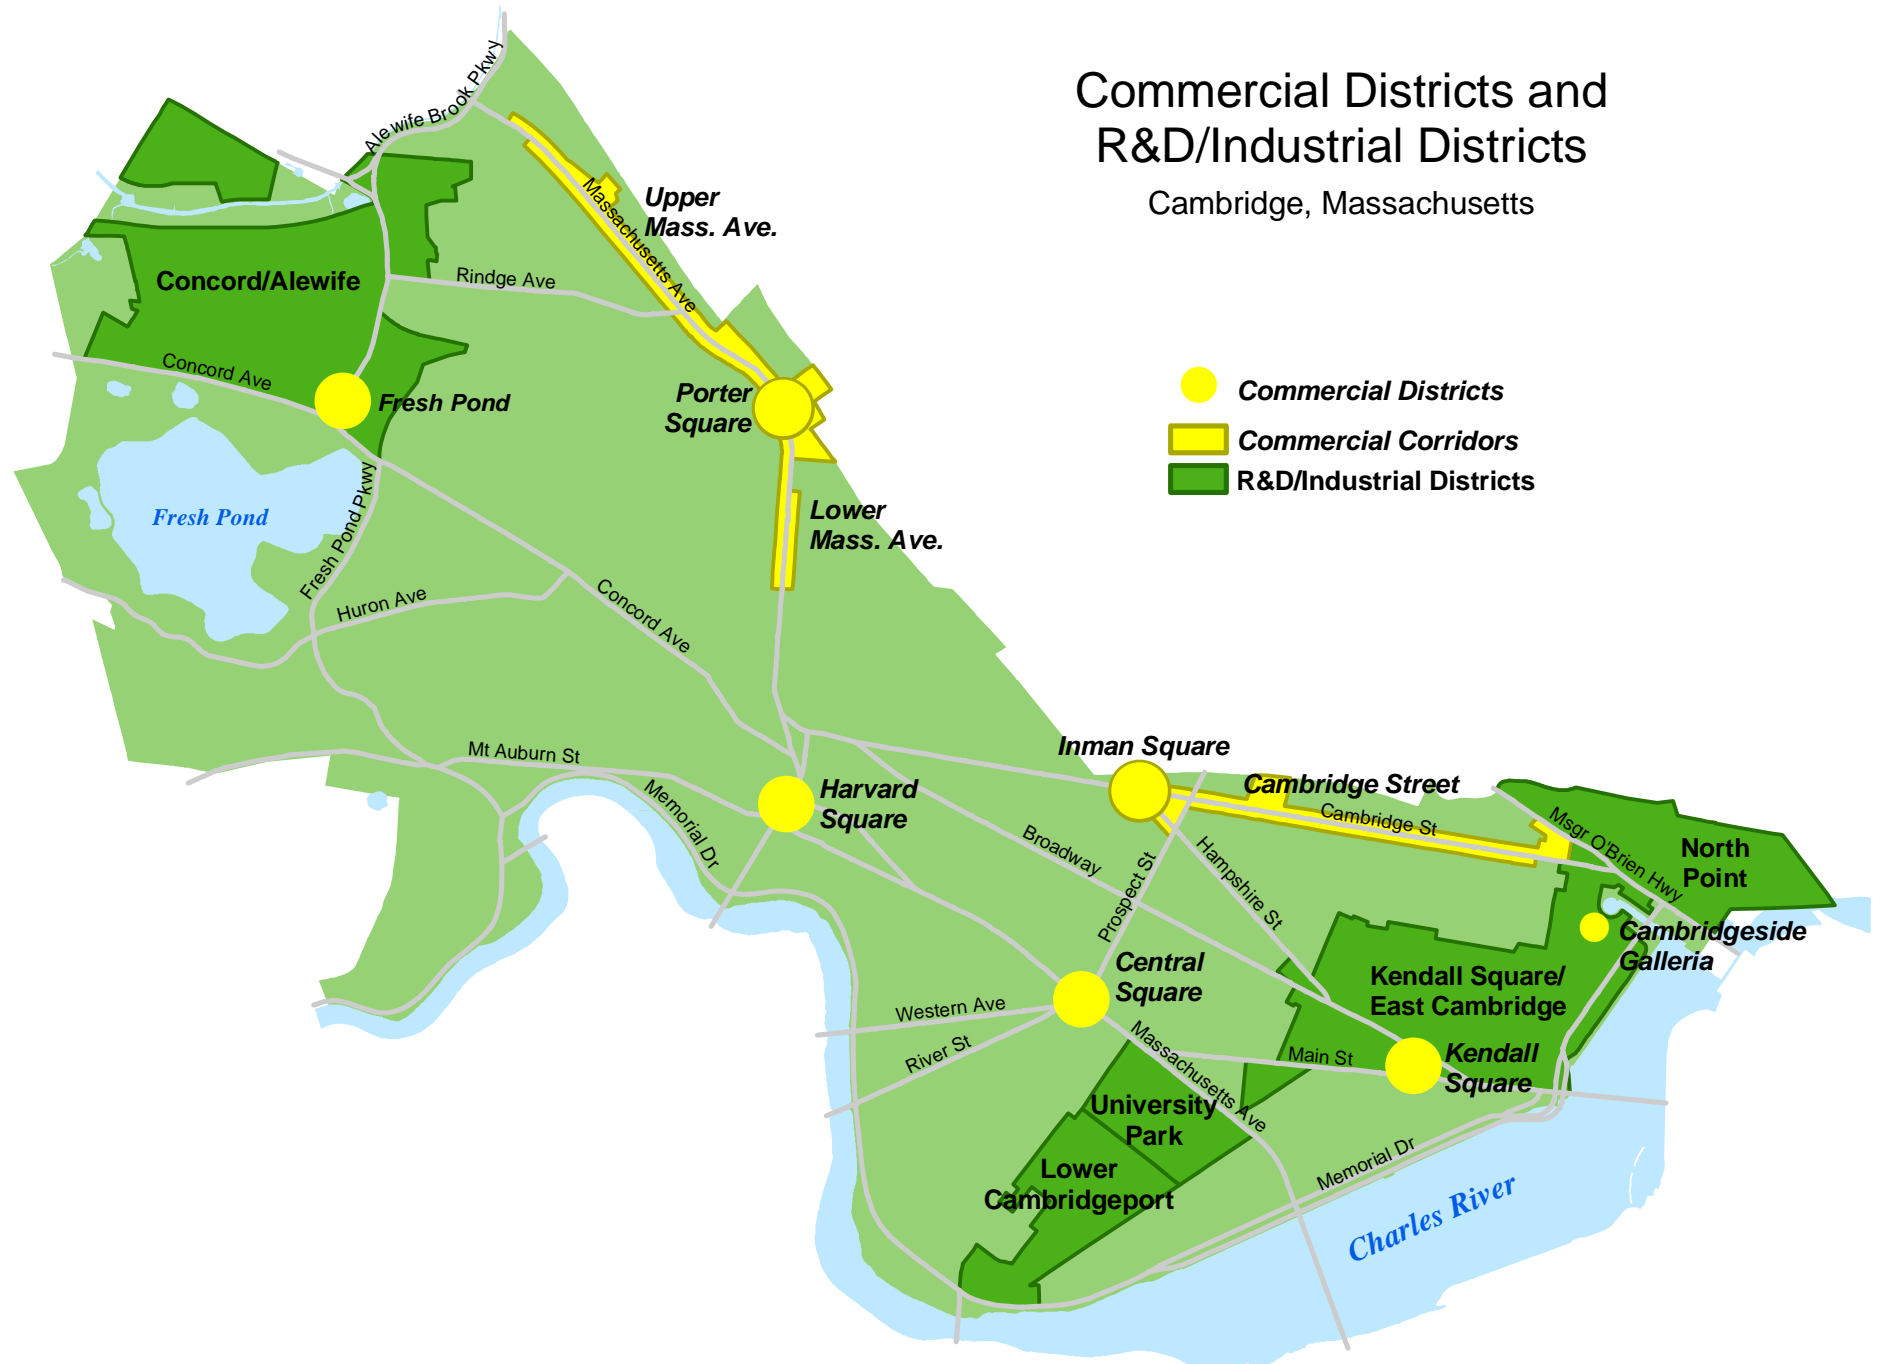 Commercial Districts and
R&D/Industrial Districts
Cambridge, Massachusetts
Commercial Districts
Commercial Corridors
R&D/Industrial Districts
Alewife Brook Pkwy
Upper
Mass. Ave.
Massachusetts Ave
Concord/Alewife
Rindge Ave
Concord Ave
Fresh Pond
Porter
Square
Fresh Pond
Fresh Pond Pkwy
Lower
Mass. Ave.
Huron Ave
Concord Ave
Mt Auburn St
Memorial Dr
Harvard
Square
Inman Square
Cambridge Street
Cambridge St
Msgr O'Brien Hwy
North
Point
Broadway
Hampshire St
Prospect St
Cambridgeside
Galleria
Central
Square
Kendall Square/
East Cambridge
Western Ave
River St
Massachusetts Ave
Main St
Kendall
Square
University
Park
Lower
Cambridgeport
Memorial Dr
Charles River